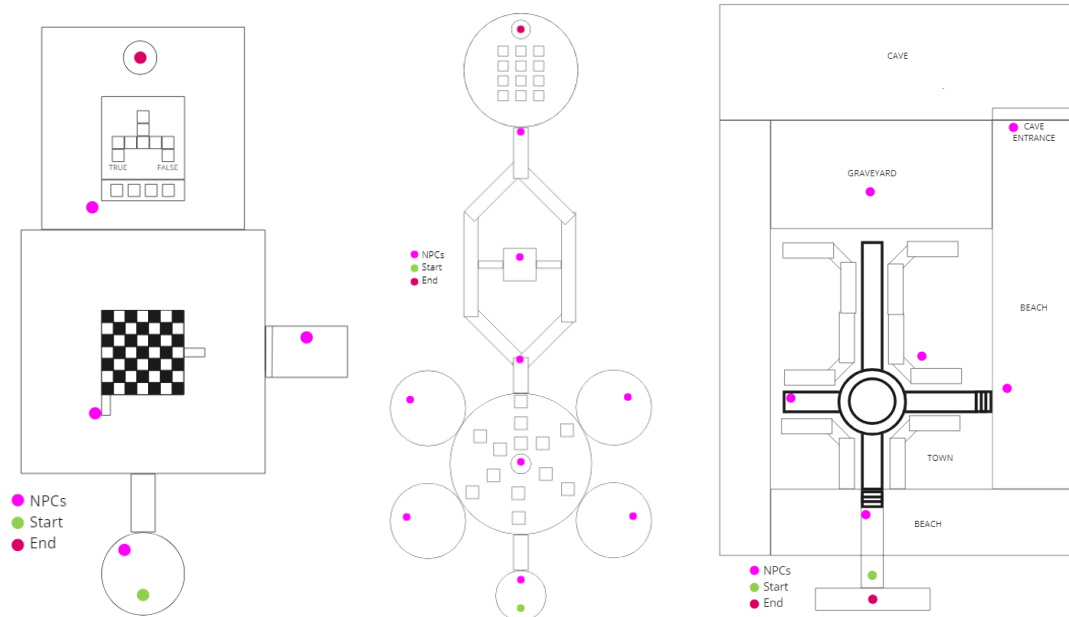 TRUE FALSE
NPCs
Start
End
NPCs
Start
End
CAVE
CAVE
ENTRANCE
GRAVEYARD
BEACH
TOWN
BEACH
NPCs
Start
End